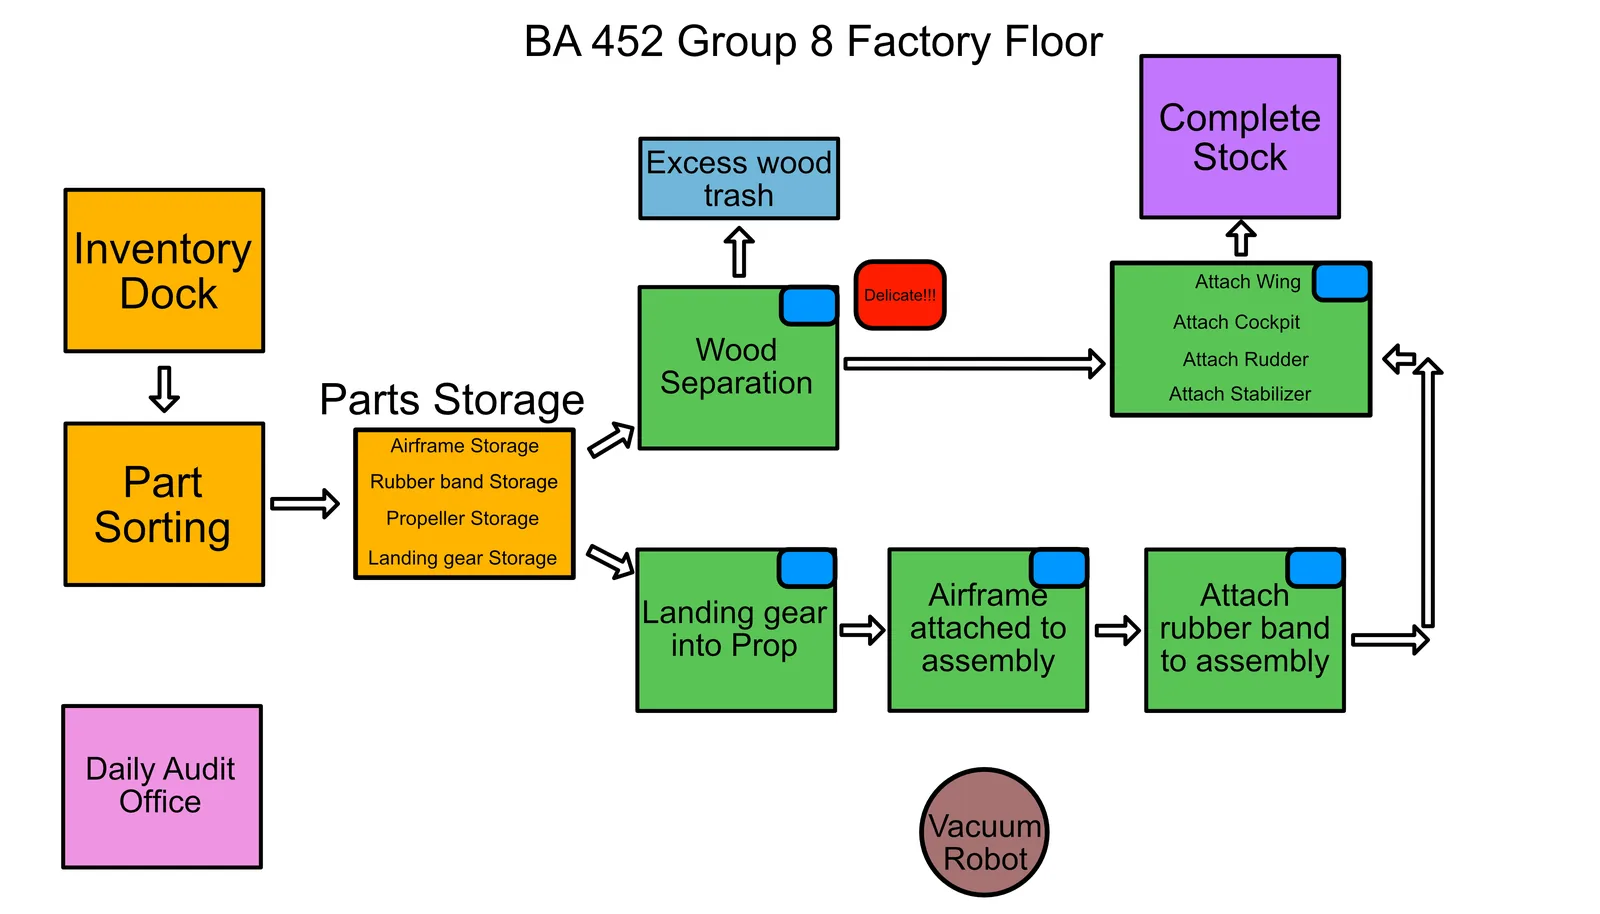 BA 452 Group 8 Factory Floor
Complete
Stock
Excess wood
trash
Inventory
Dock
Delicate!!!
Attach Wing
Attach Cockpit
Attach Rudder
Attach Stabilizer
Wood
Separation
Parts Storage
Airframe Storage
Rubber band Storage
Propeller Storage
Landing gear Storage
Part
Sorting
Landing gear
into Prop
Airframe
attached to
assembly
Attach
rubber band
to assembly
Daily Audit
Office
Vacuum
Robot